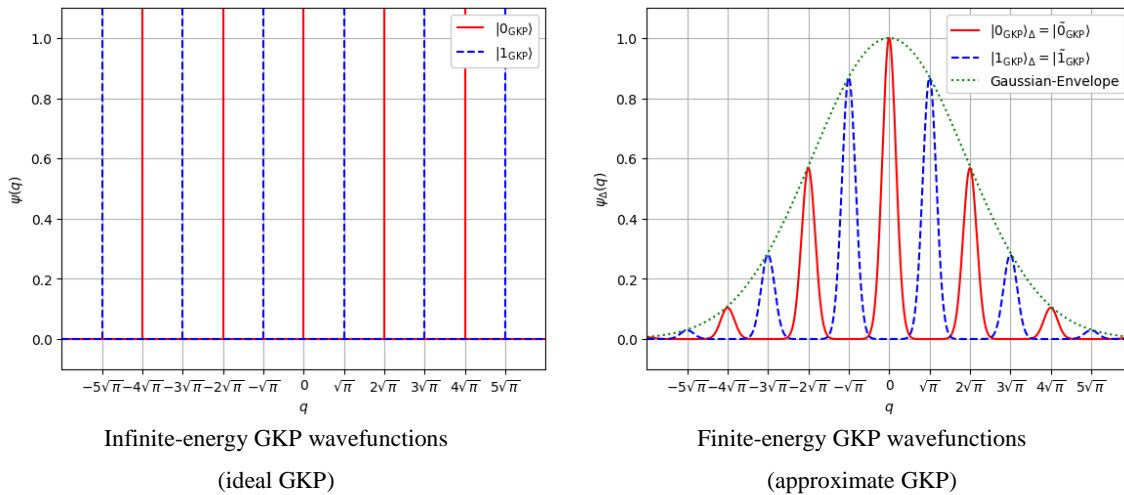 1.0
0.8
0.6
0.4
0.2
0.0
ψ(q)
|0GKP⟩
|1GKP⟩
−5√π −4√π −3√π −2√π −√π 0 √π 2√π 3√π 4√π 5√π
q
Infinite-energy GKP wavefunctions
(ideal GKP)
1.0
0.8
0.6
0.4
0.2
0.0
ψΔ(q)
|0GKP⟩Δ = |0̃GKP⟩
|1GKP⟩Δ = |1̃GKP⟩
Gaussian-Envelope
−5√π −4√π −3√π −2√π −√π 0 √π 2√π 3√π 4√π 5√π
q
Finite-energy GKP wavefunctions
(approximate GKP)